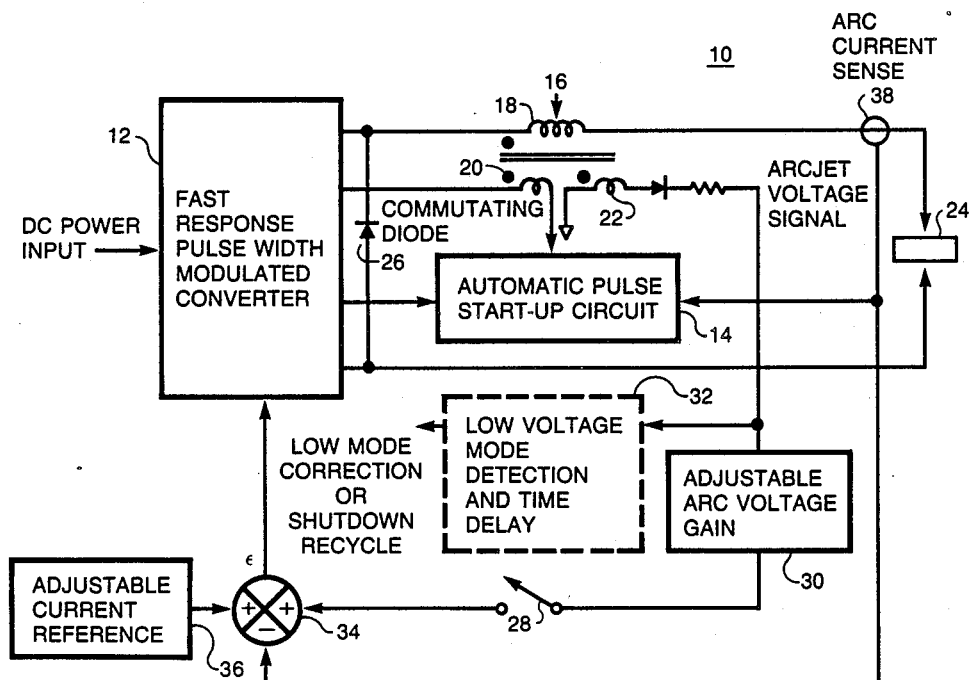 10
ARC
CURRENT
SENSE
38
16
18
12
20
22
FAST
RESPONSE
PULSE WIDTH
MODULATED
CONVERTER
DC POWER
INPUT
COMMUTATING
DIODE
26
ARCJET
VOLTAGE
SIGNAL
24
AUTOMATIC PULSE
START-UP CIRCUIT
14
32
LOW VOLTAGE
MODE
DETECTION
AND TIME
DELAY
LOW MODE
CORRECTION
OR
SHUTDOWN
RECYCLE
ADJUSTABLE
ARC VOLTAGE
GAIN
30
ϵ
ADJUSTABLE
CURRENT
REFERENCE
36
+ +
−
34
28